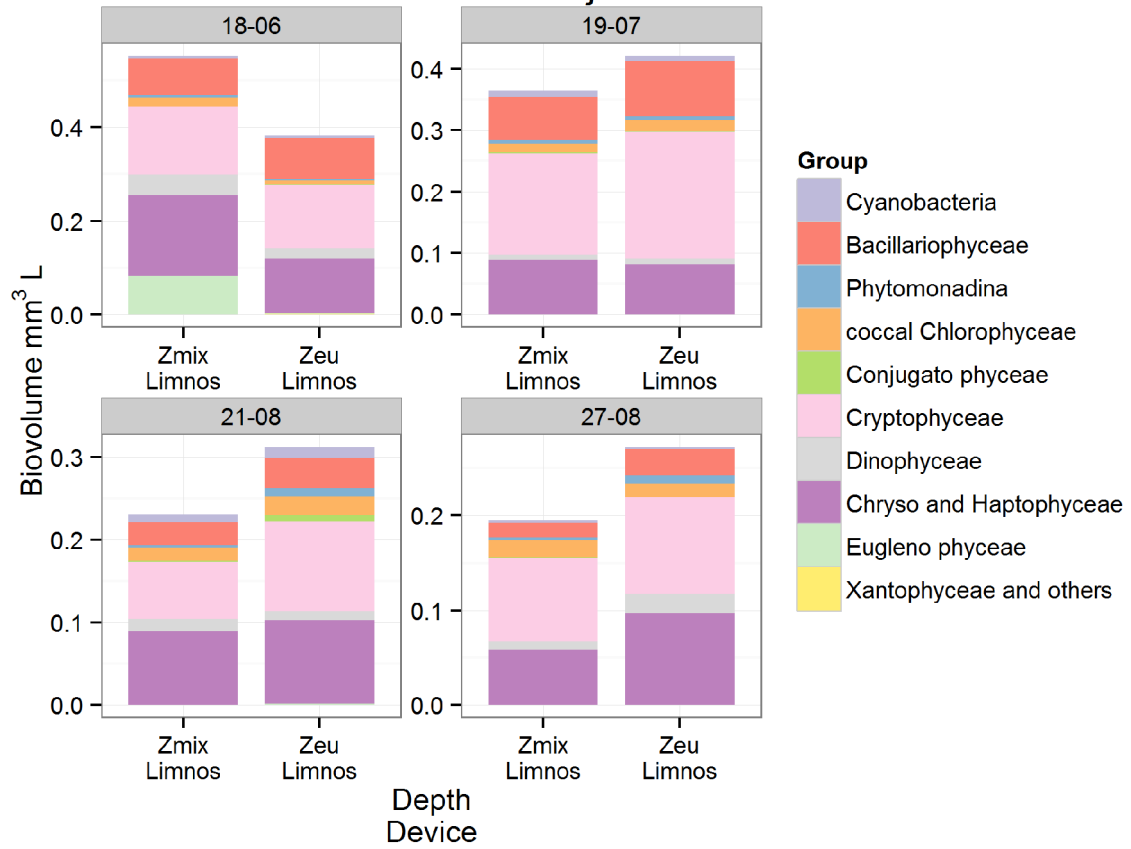 18-06
19-07
0.4
0.2
0.0
0.4
0.3
0.2
0.1
0.0
Zmix
Limnos
Zeu
Limnos
Zmix
Limnos
Zeu
Limnos
21-08
27-08
0.3
0.2
0.1
0.0
0.2
0.1
0.0
Zmix
Limnos
Zeu
Limnos
Zmix
Limnos
Zeu
Limnos
Biovolume mm³ L
Depth
Device
Group
Cyanobacteria
Bacillariophyceae
Phytomonadina
coccal Chlorophyceae
Conjugato phyceae
Cryptophyceae
Dinophyceae
Chryso and Haptophyceae
Eugleno phyceae
Xantophyceae and others